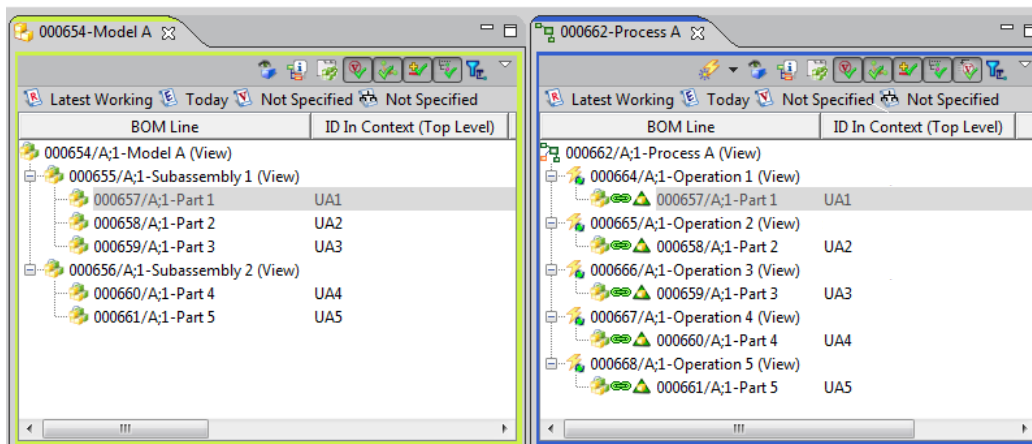 000654-Model A
Latest Working Today Not Specified Not Specified
BOM Line ID In Context (Top Level)
000654/A;1-Model A (View)
000655/A;1-Subassembly 1 (View)
000657/A;1-Part 1 UA1
000658/A;1-Part 2 UA2
000659/A;1-Part 3 UA3
000656/A;1-Subassembly 2 (View)
000660/A;1-Part 4 UA4
000661/A;1-Part 5 UA5
000662-Process A
Latest Working Today Not Specified Not Specified
BOM Line ID In Context (Top Level)
000662/A;1-Process A (View)
000664/A;1-Operation 1 (View)
000657/A;1-Part 1 UA1
000665/A;1-Operation 2 (View)
000658/A;1-Part 2 UA2
000666/A;1-Operation 3 (View)
000659/A;1-Part 3 UA3
000667/A;1-Operation 4 (View)
000660/A;1-Part 4 UA4
000668/A;1-Operation 5 (View)
000661/A;1-Part 5 UA5